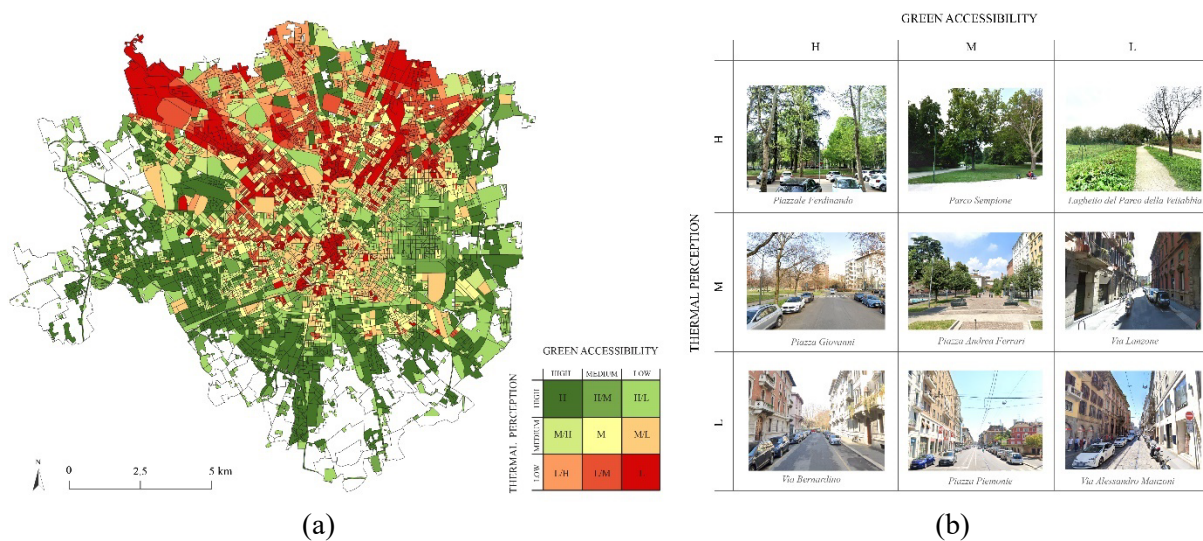 GREEN ACCESSIBILITY
HIGH MEDIUM LOW
THERMAL PERCEPTION
HIGH H H/M H/L
MEDIUM M/H M M/L
LOW L/H L/M L
N
0 2.5 5 km
(a)
GREEN ACCESSIBILITY
H M L
THERMAL PERCEPTION
H
Piazzale Ferdinando Parco Sempione Laghetto del Parco della Vettabbia
M
Piazza Giovanni Piazza Andrea Ferrari Via Lanzone
L
Via Bernardino Piazza Piemonte Via Alessandro Manzoni
(b)